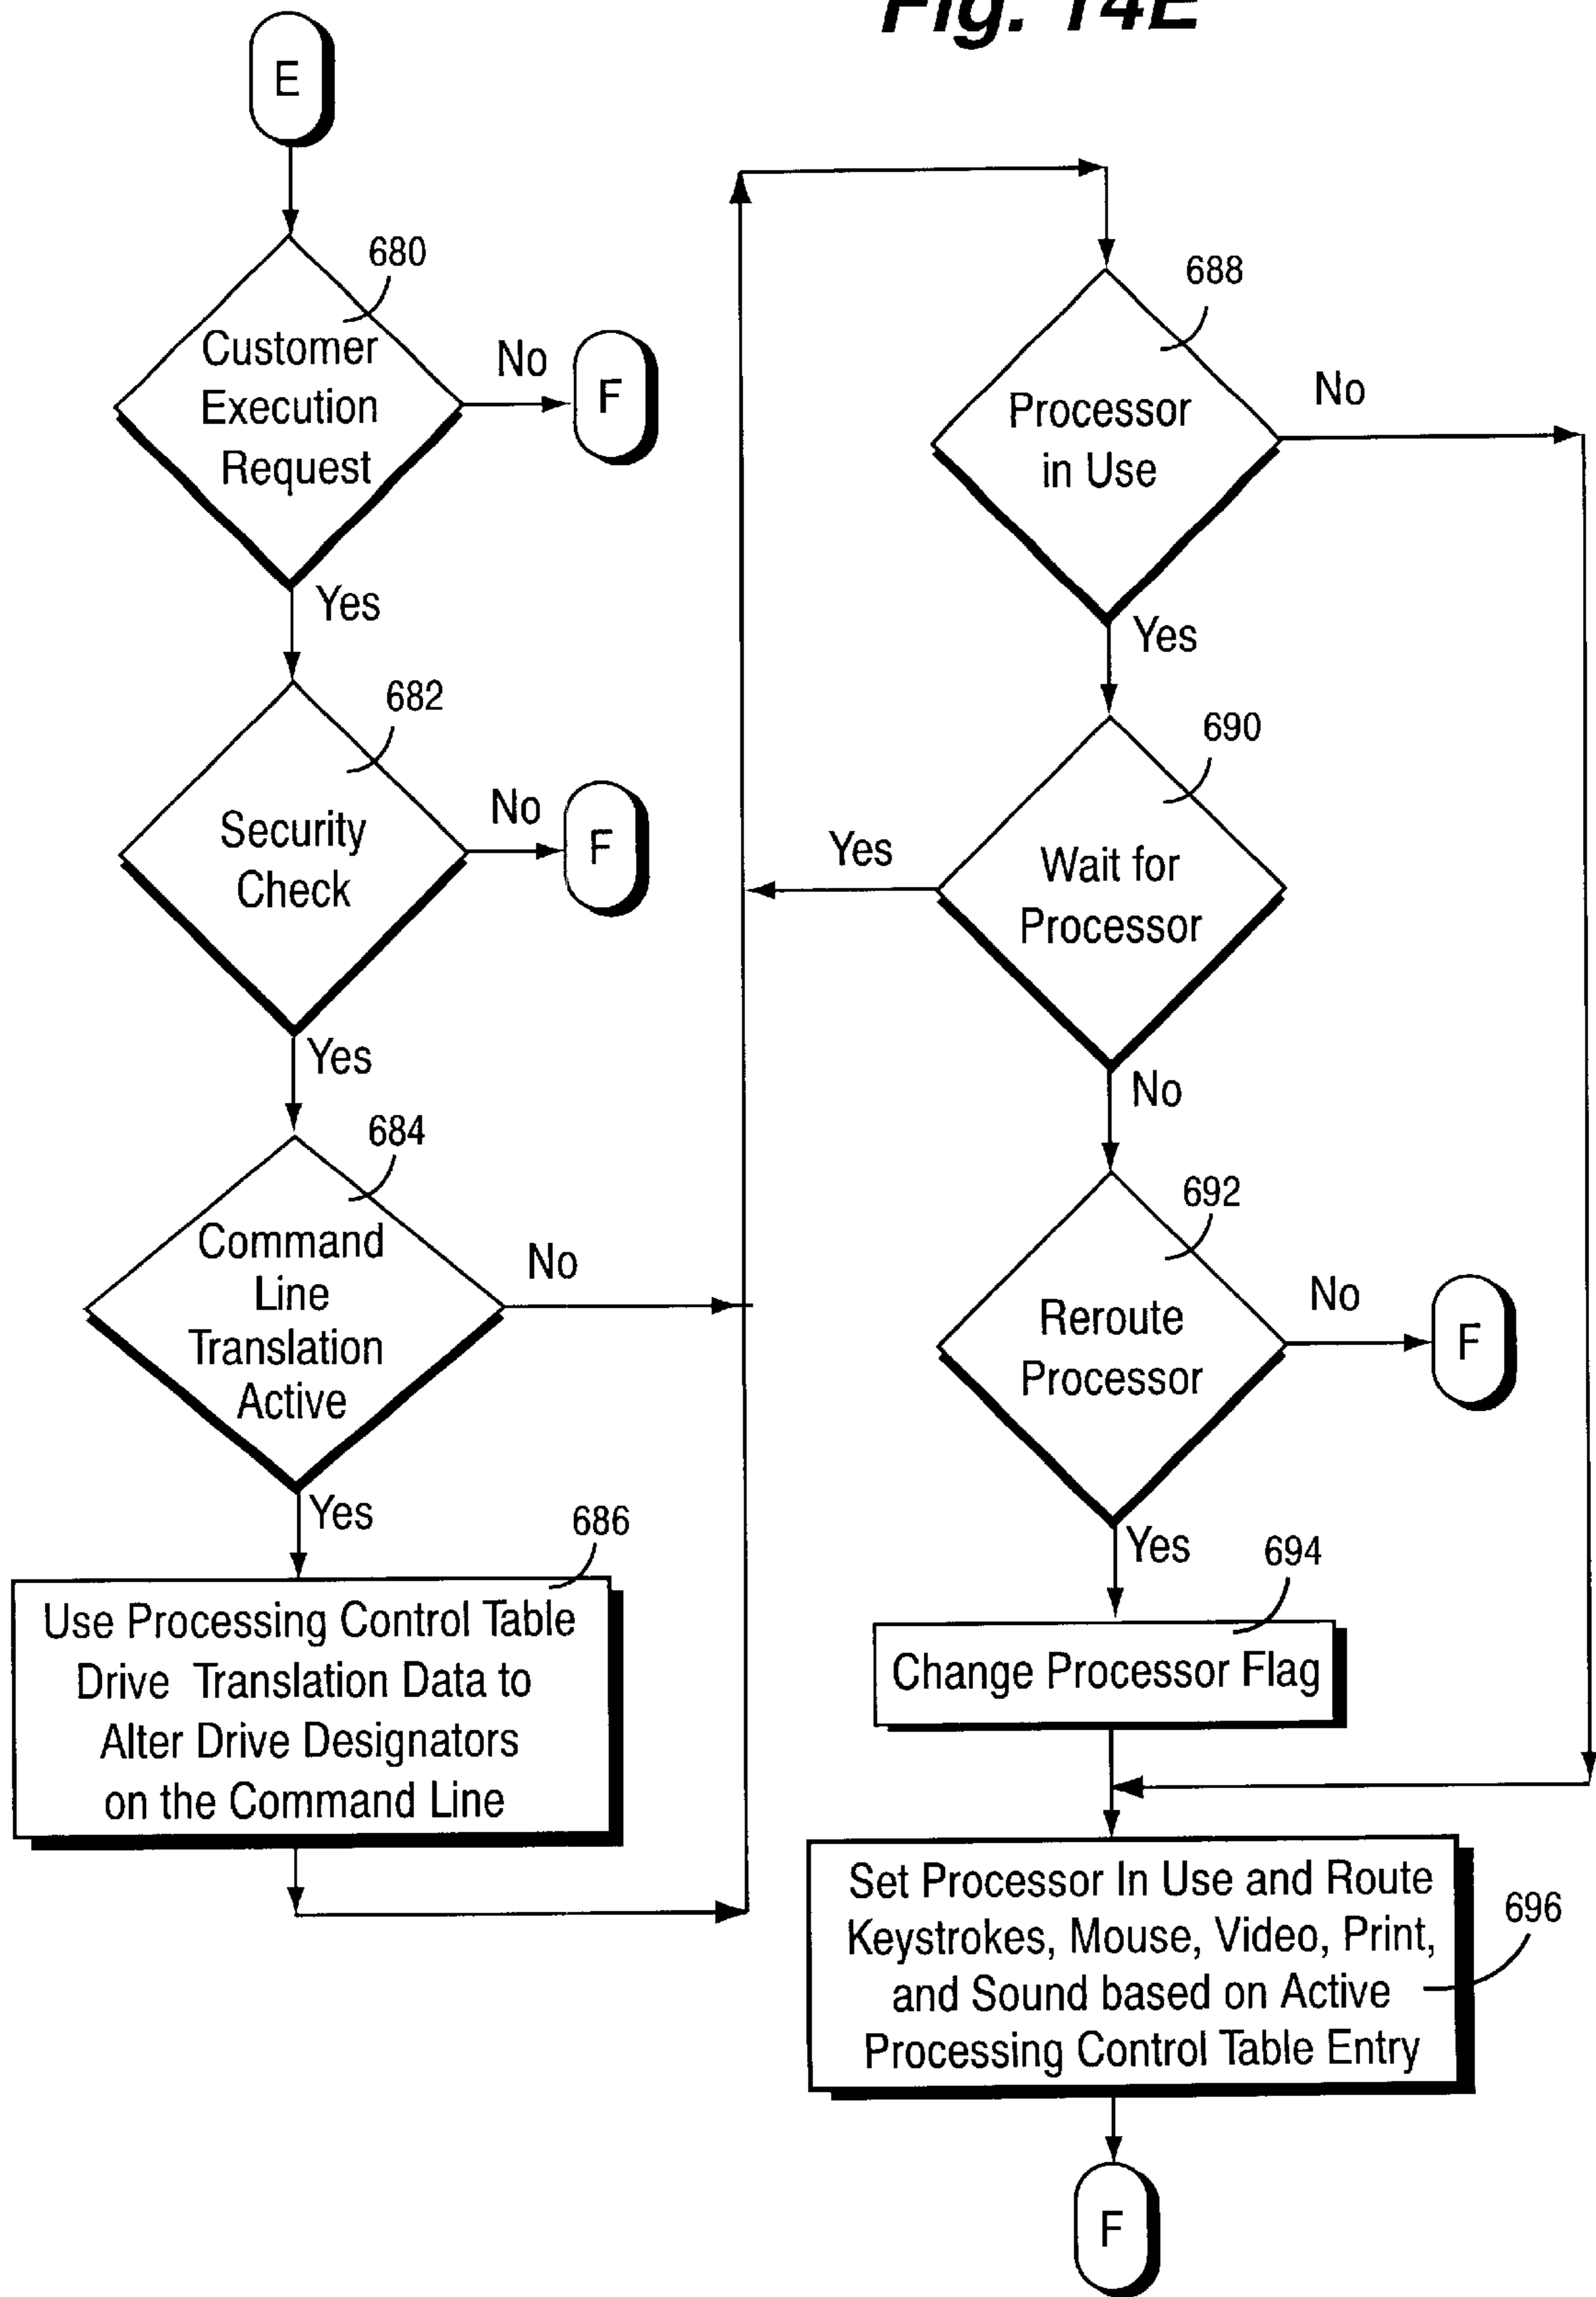 Fig. 14E
E
680
Customer
Execution
Request
No
F
Yes
682
Security
Check
No
F
Yes
684
Command
Line
Translation
Active
No
Yes
686
Use Processing Control Table
Drive Translation Data to
Alter Drive Designators
on the Command Line
688
Processor
in Use
No
Yes
690
Wait for
Processor
Yes
No
692
Reroute
Processor
No
F
Yes
694
Change Processor Flag
Set Processor In Use and Route
Keystrokes, Mouse, Video, Print,
and Sound based on Active
Processing Control Table Entry
696
F